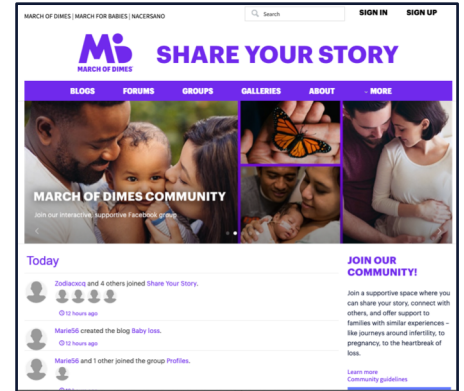 MARCH OF DIMES | MARCH FOR BABIES | NACERSANO
Search
SIGN IN SIGN UP
MARCH OF DIMES
SHARE YOUR STORY
BLOGS FORUMS GROUPS GALLERIES ABOUT MORE
MARCH OF DIMES COMMUNITY
Join our interactive, supportive Facebook group
Today
Zodiacxcq and 4 others joined Share Your Story.
12 hours ago
Marie56 created the blog Baby loss.
12 hours ago
Marie56 and 1 other joined the group Profiles.
JOIN OUR
COMMUNITY!
Join a supportive space where you
can share your story, connect with
others, and offer support to
families with similar experiences –
like journeys around infertility, to
pregnancy, to the heartbreak of
loss.
Learn more
Community guidelines